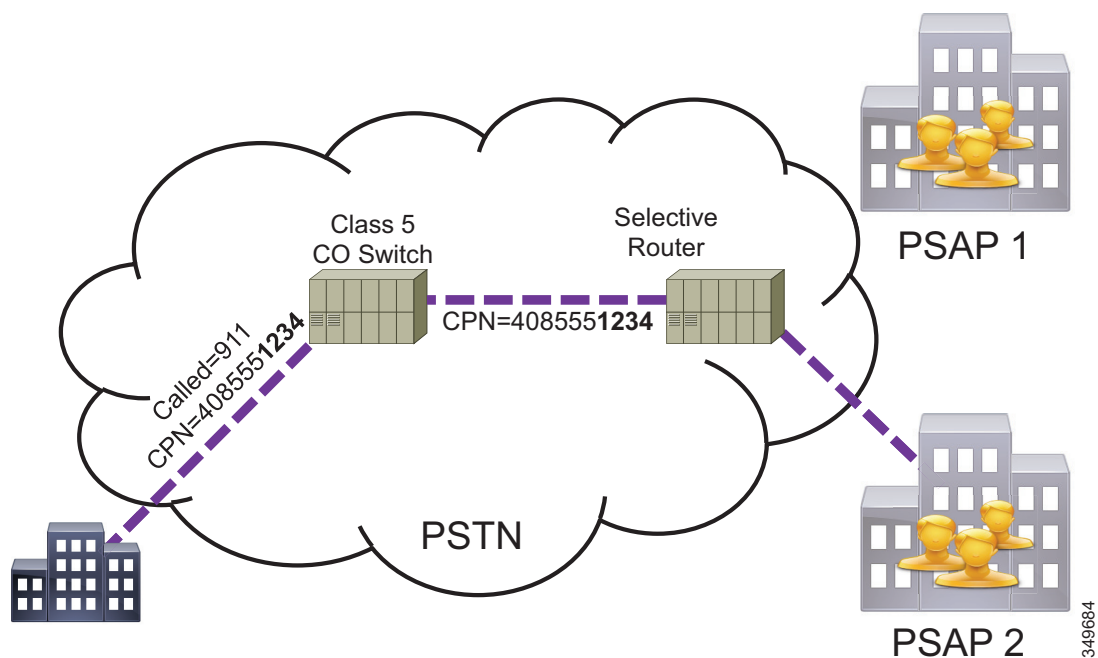 Class 5
CO Switch
Selective
Router
PSAP 1
Called=911
CPN=4085551234
CPN=4085551234
PSTN
PSAP 2
349684